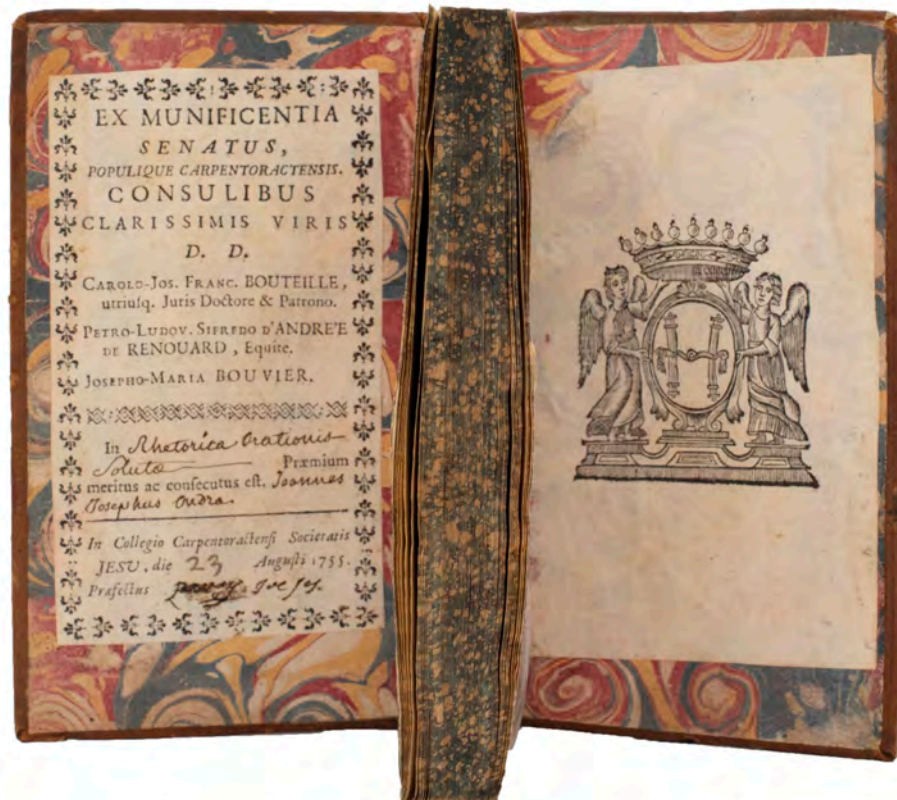 EX MUNIFICENTIA
SENATUS,
POPULIQUE CARPENTORACTENSIS.
CONSULIBUS
CLARISSIMIS VIRIS
D. D.
CAROLO-JOS. FRANC. BOUTEILLE,
utriusq. Juris Doctore & Patrono.
PETRO-LUDOV. SIFREDO D'ANDRE'E
DE RENOUARD, Equite.
JOSEPHO-MARIA BOUVIER.
In Rhetorica Orationis
Soluta Præmium
meritus ac consecutus est. Joannes
Josephus Ondra.
In Collegio Carpentoractensi Societatis
JESU, die 23 Augusti 1755.
Præfectus Soc Jes.